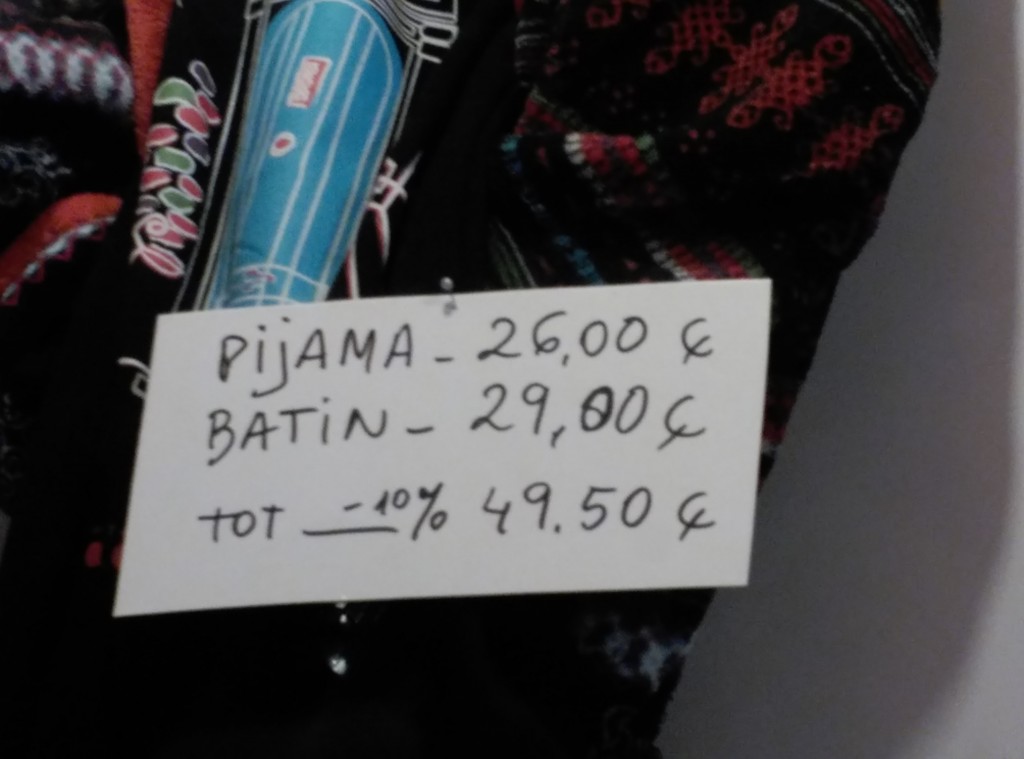 PijAMA - 26,00 €
BATiN - 29,00 €
TOT -10% 49.50 €